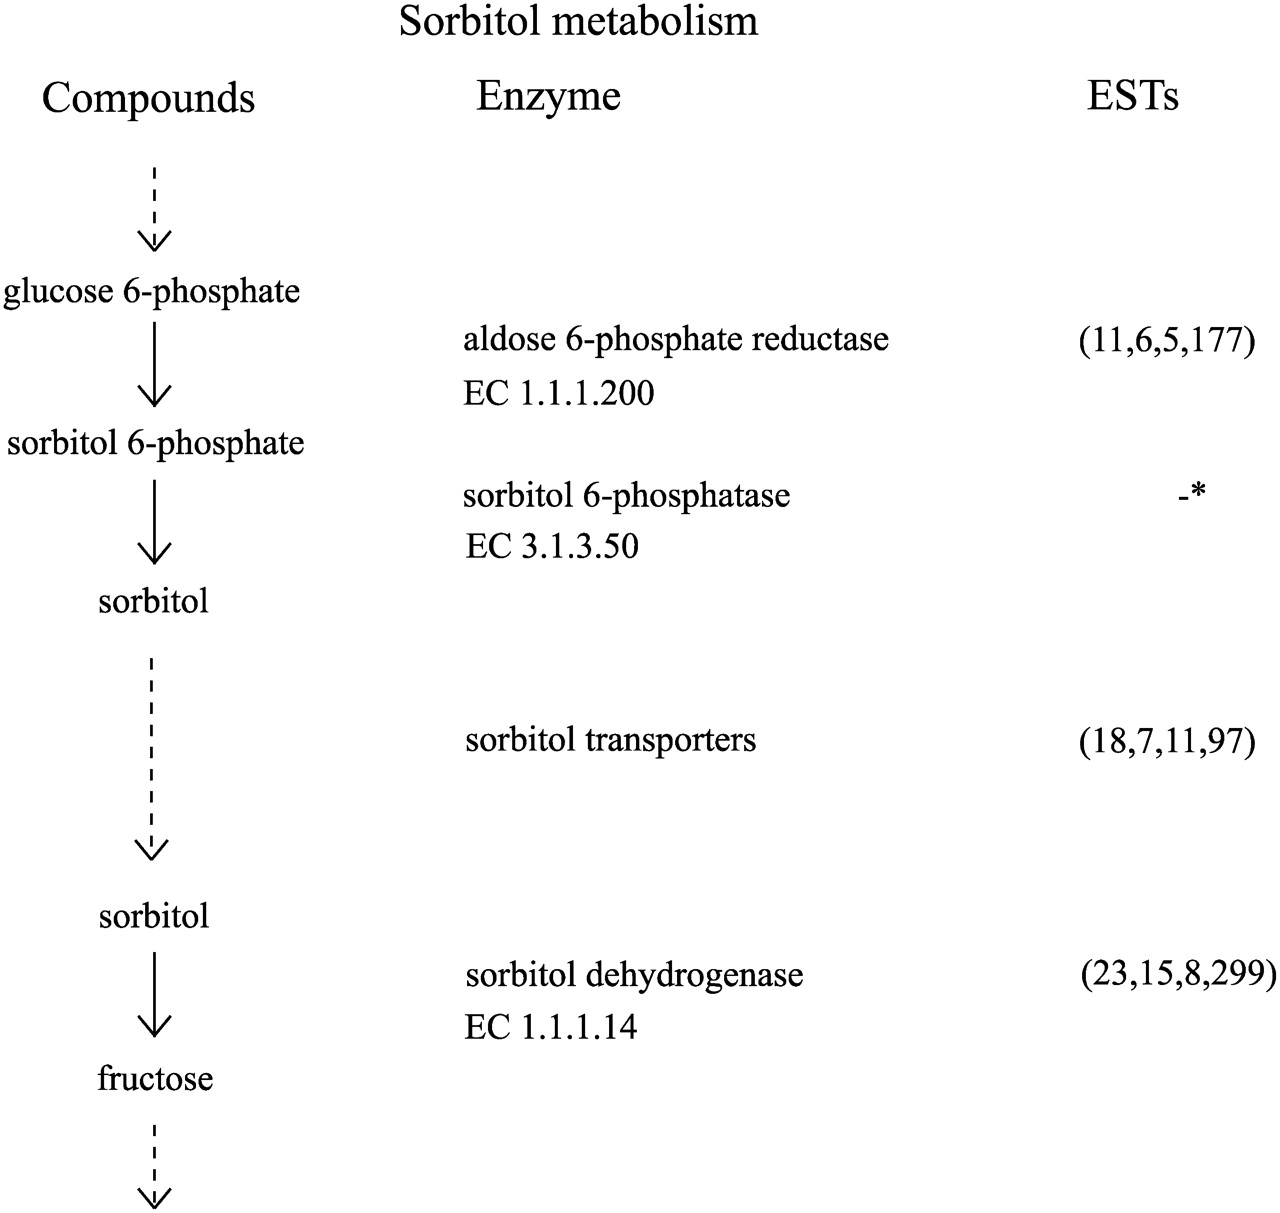 Sorbitol metabolism
Compounds Enzyme ESTs
glucose 6-phosphate
aldose 6-phosphate reductase (11,6,5,177)
EC 1.1.1.200
sorbitol 6-phosphate
sorbitol 6-phosphatase -*
EC 3.1.3.50
sorbitol
sorbitol transporters (18,7,11,97)
sorbitol
sorbitol dehydrogenase (23,15,8,299)
EC 1.1.1.14
fructose